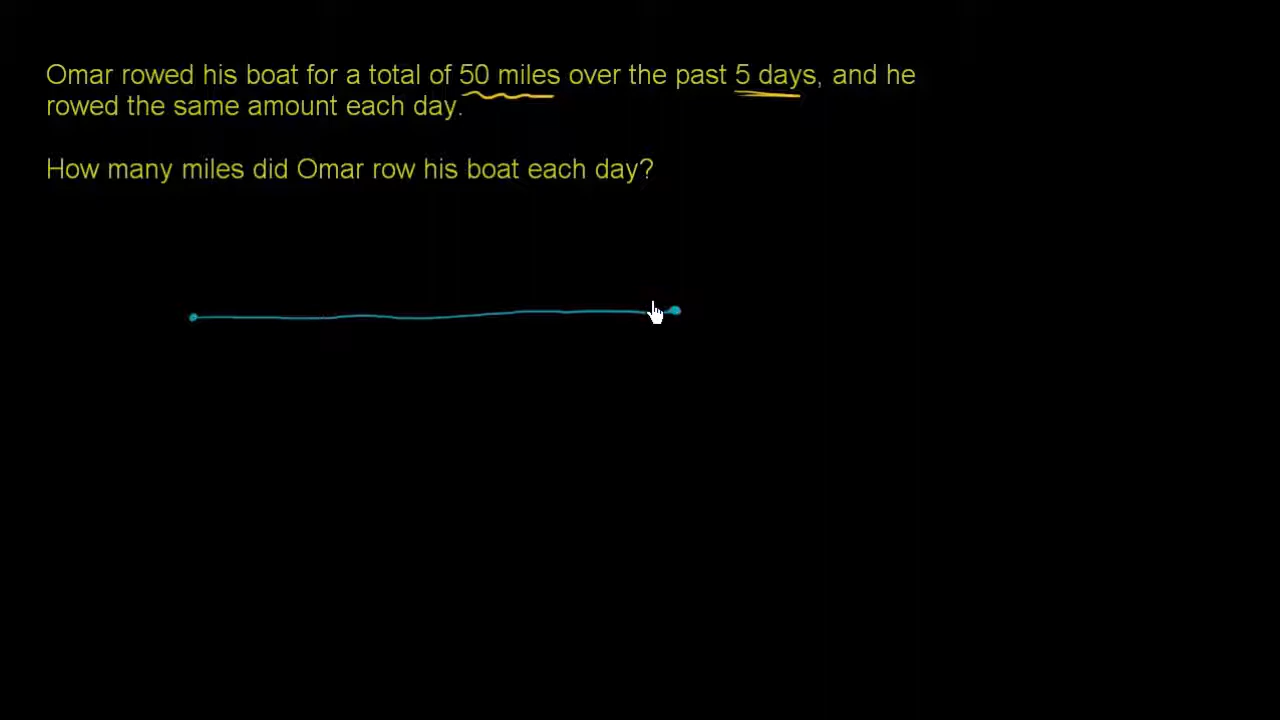 Omar rowed his boat for a total of 50 miles over the past 5 days, and he
rowed the same amount each day.
How many miles did Omar row his boat each day?